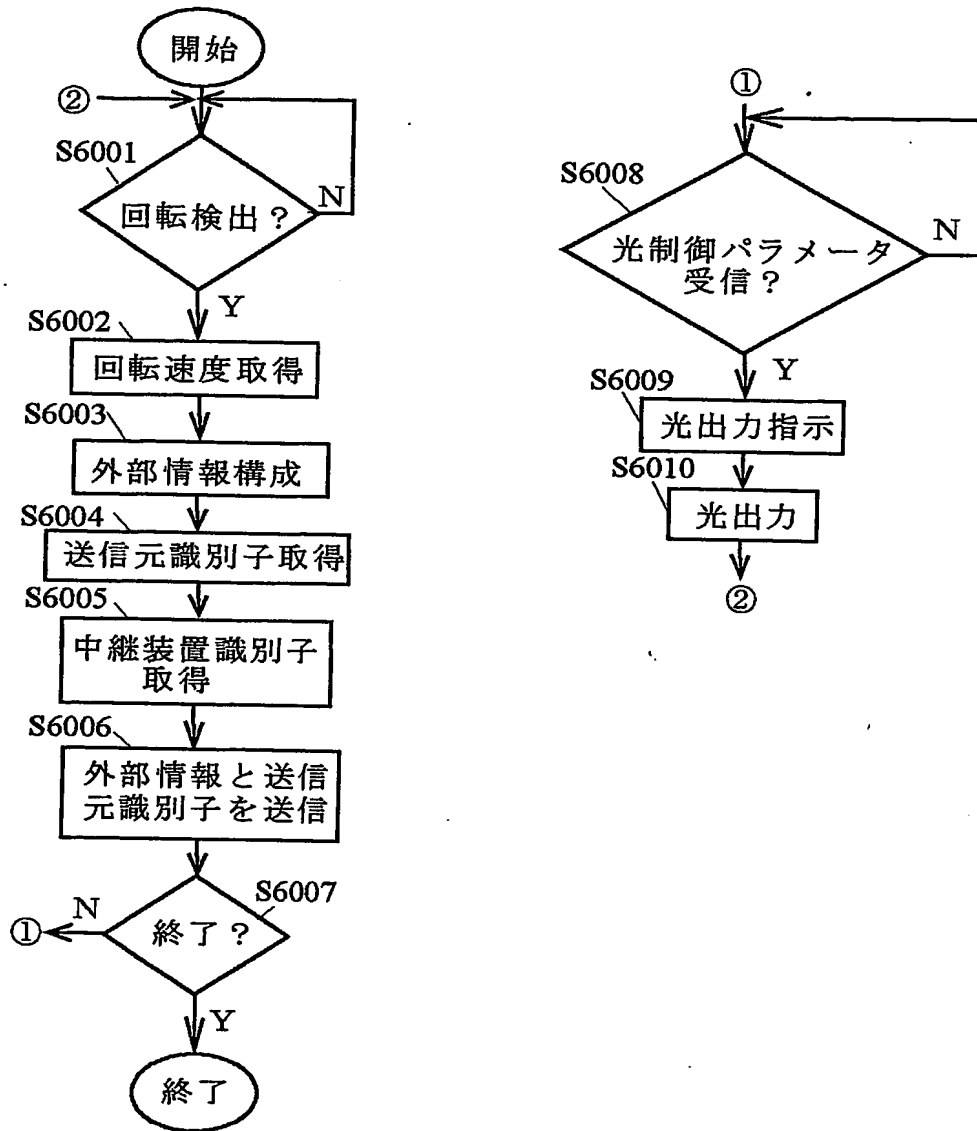 開始
②
S6001
回転検出？
N
Y
S6002
回転速度取得
S6003
外部情報構成
S6004
送信元識別子取得
S6005
中継装置識別子
取得
S6006
外部情報と送信
元識別子を送信
S6007
N
①
終了？
Y
終了
①
S6008
光制御パラメータ
受信？
N
Y
S6009
光出力指示
S6010
光出力
②